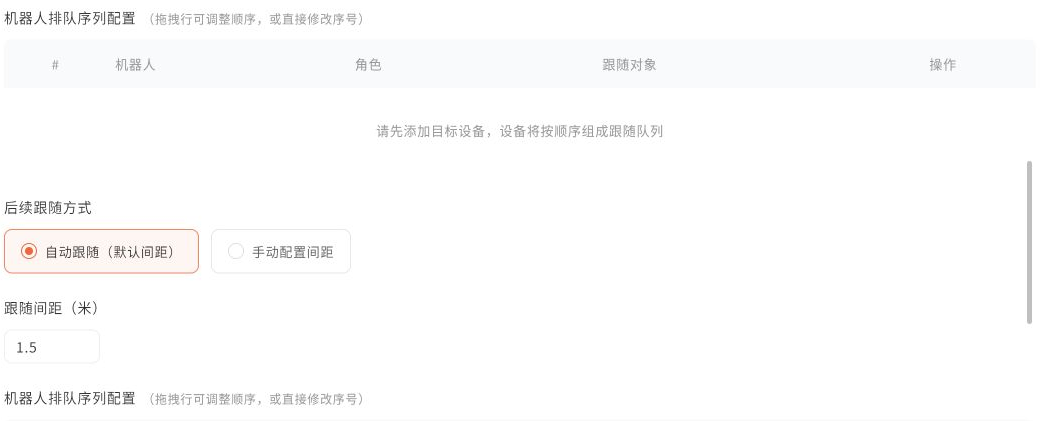 机器人排队序列配置 （拖拽行可调整顺序，或直接修改序号）
# 机器人 角色 跟随对象 操作
请先添加目标设备，设备将按顺序组成跟随队列
后续跟随方式
自动跟随（默认间距） 手动配置间距
跟随间距（米）
1.5
机器人排队序列配置 （拖拽行可调整顺序，或直接修改序号）